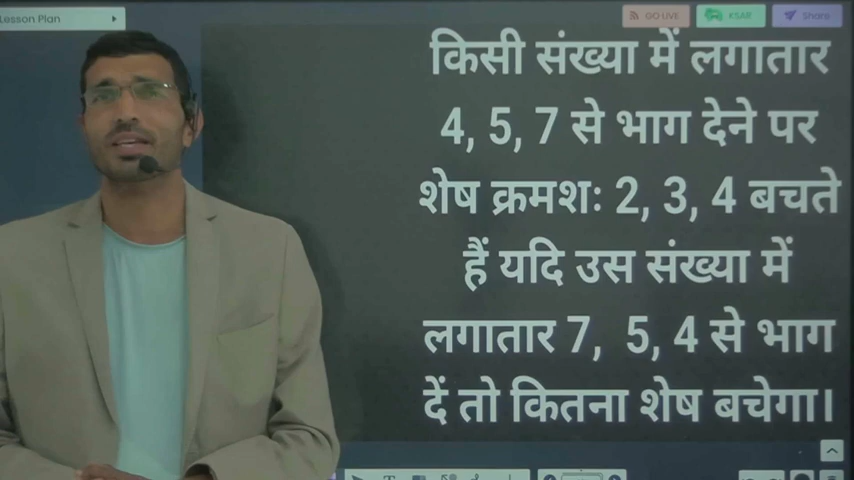 Lesson Plan
GO LIVE
KSAR
Share
किसी संख्या में लगातार
4, 5, 7 से भाग देने पर
शेष क्रमशः 2, 3, 4 बचते
हैं यदि उस संख्या में
लगातार 7, 5, 4 से भाग
दें तो कितना शेष बचेगा।